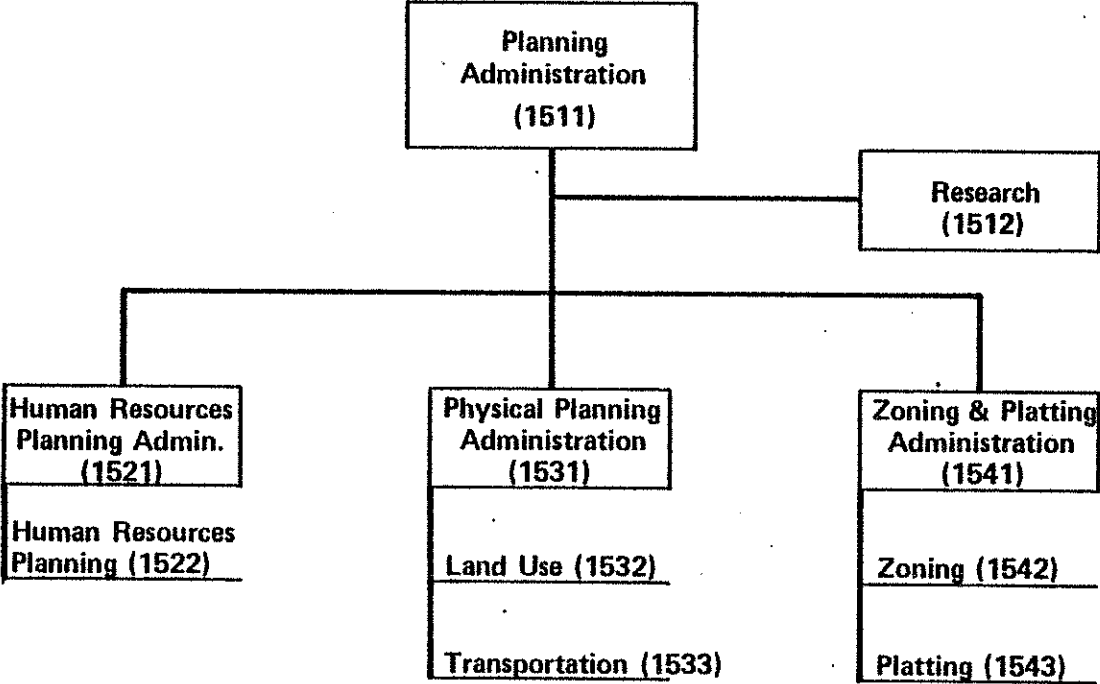 Planning
Administration
(1511)
Research
(1512)
Human Resources
Planning Admin.
(1521)
Human Resources
Planning (1522)
Physical Planning
Administration
(1531)
Land Use (1532)
Transportation (1533)
Zoning & Platting
Administration
(1541)
Zoning (1542)
Platting (1543)